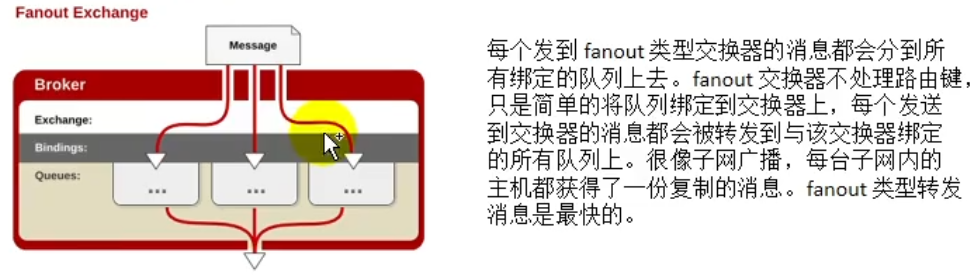 Fanout Exchange
Message
Broker
Exchange:
Bindings:
Queues:
...
...
...
每个发到 fanout 类型交换器的消息都会分到所
有绑定的队列上去。fanout 交换器不处理路由键，
只是简单的将队列绑定到交换器上，每个发送
到交换器的消息都会被转发到与该交换器绑定
的所有队列上。很像子网广播，每台子网内的
主机都获得了一份复制的消息。fanout 类型转发
消息是最快的。